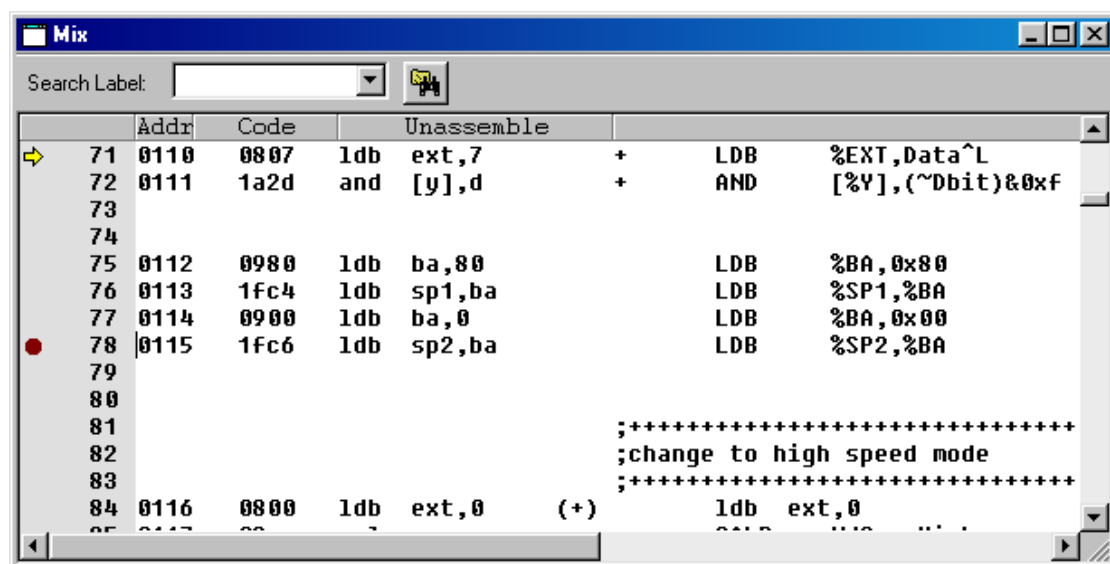 Mix
Search Label:
Addr Code Unassemble
71 0110 0807 ldb ext,7 + LDB %EXT,Data^L
72 0111 1a2d and [y],d + AND [%Y],(~Dbit)&0xf
73
74
75 0112 0980 ldb ba,80 LDB %BA,0x80
76 0113 1fc4 ldb sp1,ba LDB %SP1,%BA
77 0114 0900 ldb ba,0 LDB %BA,0x00
78 0115 1fc6 ldb sp2,ba LDB %SP2,%BA
79
80
81 ;+++++++++++++++++++++++++++++++
82 ;change to high speed mode
83 ;+++++++++++++++++++++++++++++++
84 0116 0800 ldb ext,0 (+) ldb ext,0